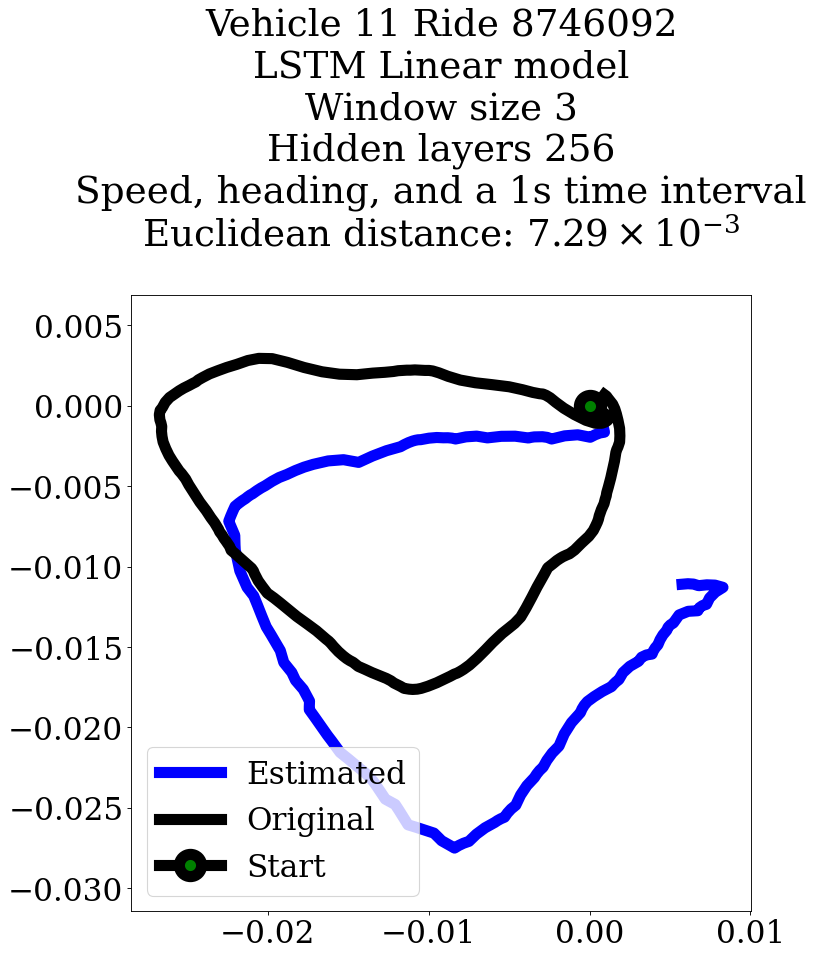 Vehicle 11 Ride 8746092
LSTM Linear model
Window size 3
Hidden layers 256
Speed, heading, and a 1s time interval
Euclidean distance: 7.29 × 10⁻³
0.005
0.000
−0.005
−0.010
−0.015
−0.020
−0.025
−0.030
Estimated
Original
Start
−0.02 −0.01 0.00 0.01